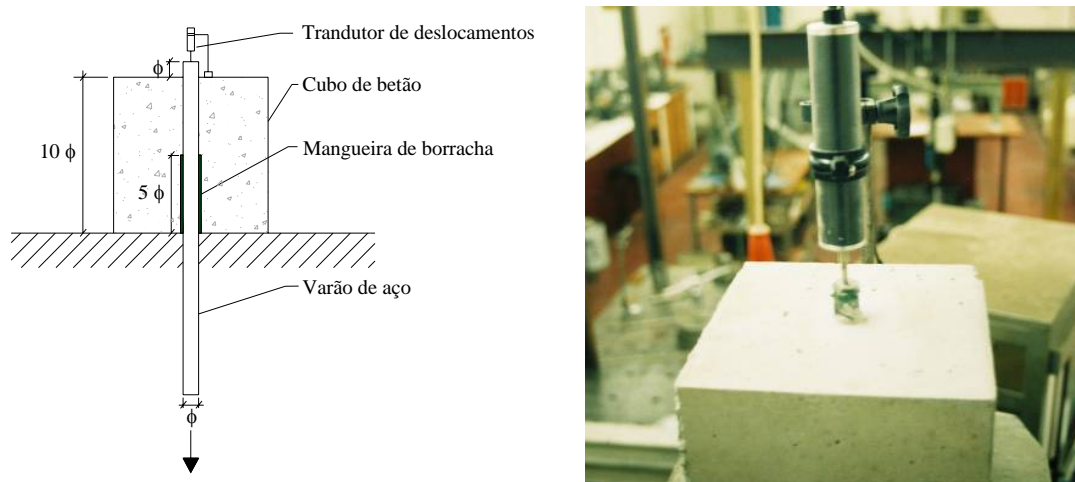 Trandutor de deslocamentos
ϕ
Cubo de betão
10 ϕ
Mangueira de borracha
5 ϕ
Varão de aço
ϕ